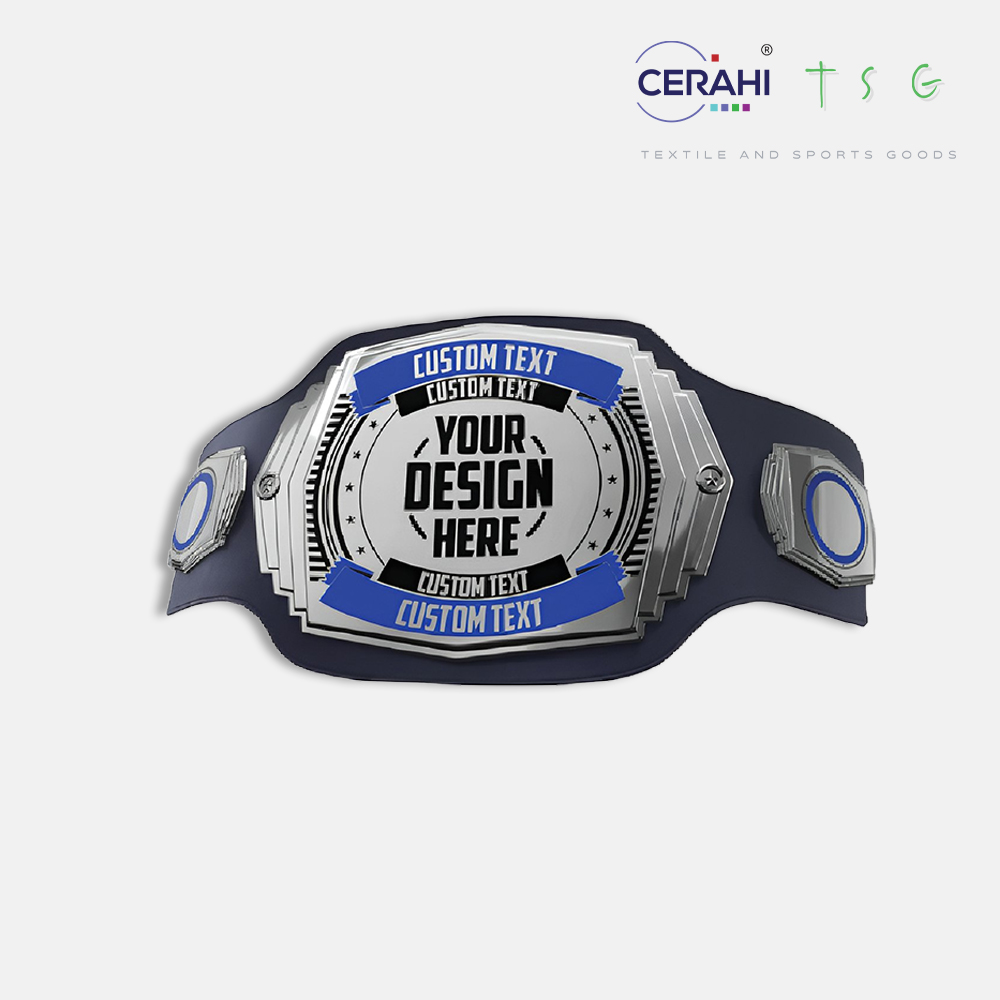 CERAHI ® T S G
TEXTILE AND SPORTS GOODS
CUSTOM TEXT
CUSTOM TEXT
YOUR
DESIGN
HERE
CUSTOM TEXT
CUSTOM TEXT